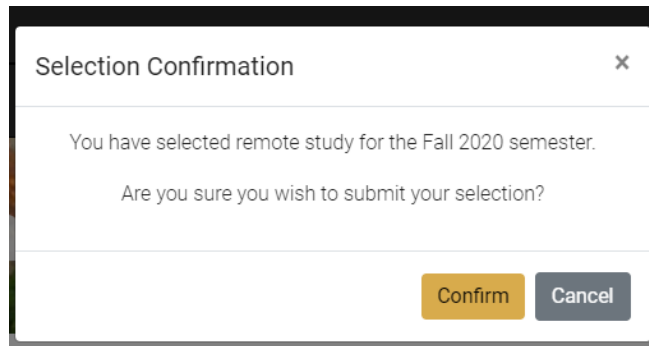 Selection Confirmation ×
You have selected remote study for the Fall 2020 semester.
Are you sure you wish to submit your selection?
Confirm Cancel